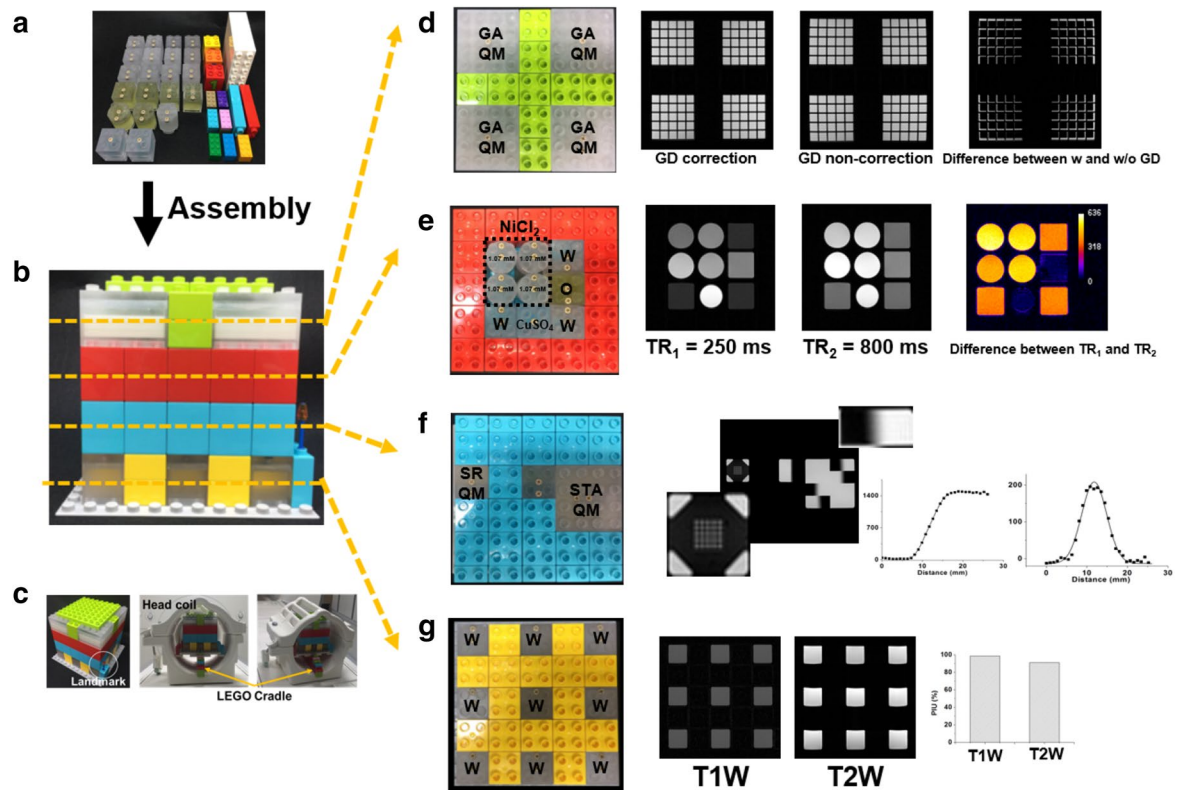 a
Assembly
b
c
Head coil
Landmark
LEGO Cradle
d
GA QM
GA QM
GA QM
GA QM
GD correction
GD non-correction
Difference between w and w/o GD
e
NiCl₂
1.07 mM
1.07 mM
1.07 mM
1.07 mM
W
O
W
CuSO₄
W
TR₁ = 250 ms
TR₂ = 800 ms
636
318
0
Difference between TR₁ and TR₂
f
SR QM
STA QM
1400
700
0
0 10 20 30
Distance (mm)
200
100
0
0 10 20 30
Distance (mm)
g
W W W
W W W
W W W
T1W
T2W
100
80
60
40
20
0
PIU (%)
T1W
T2W